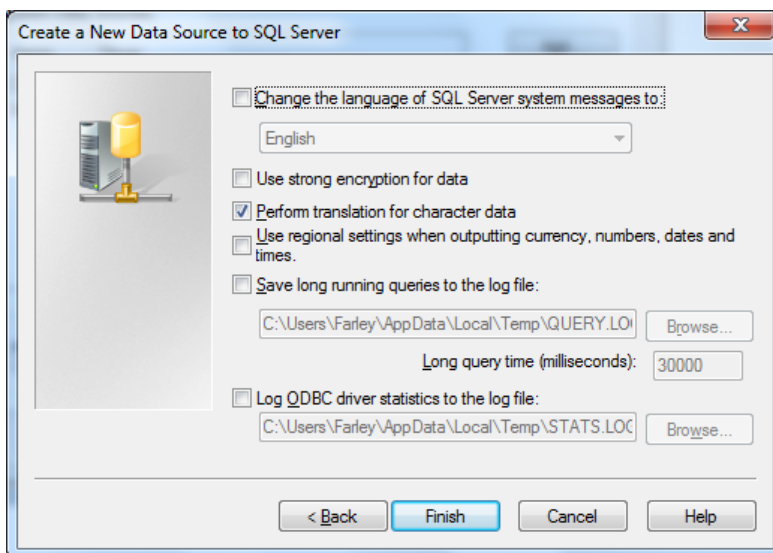 Create a New Data Source to SQL Server
Change the language of SQL Server system messages to:
English
Use strong encryption for data
Perform translation for character data
Use regional settings when outputting currency, numbers, dates and
times.
Save long running queries to the log file:
C:\Users\Farley\AppData\Local\Temp\QUERY.LO
Browse...
Long query time (milliseconds):
30000
Log ODBC driver statistics to the log file:
C:\Users\Farley\AppData\Local\Temp\STATS.LOG
Browse...
< Back
Finish
Cancel
Help